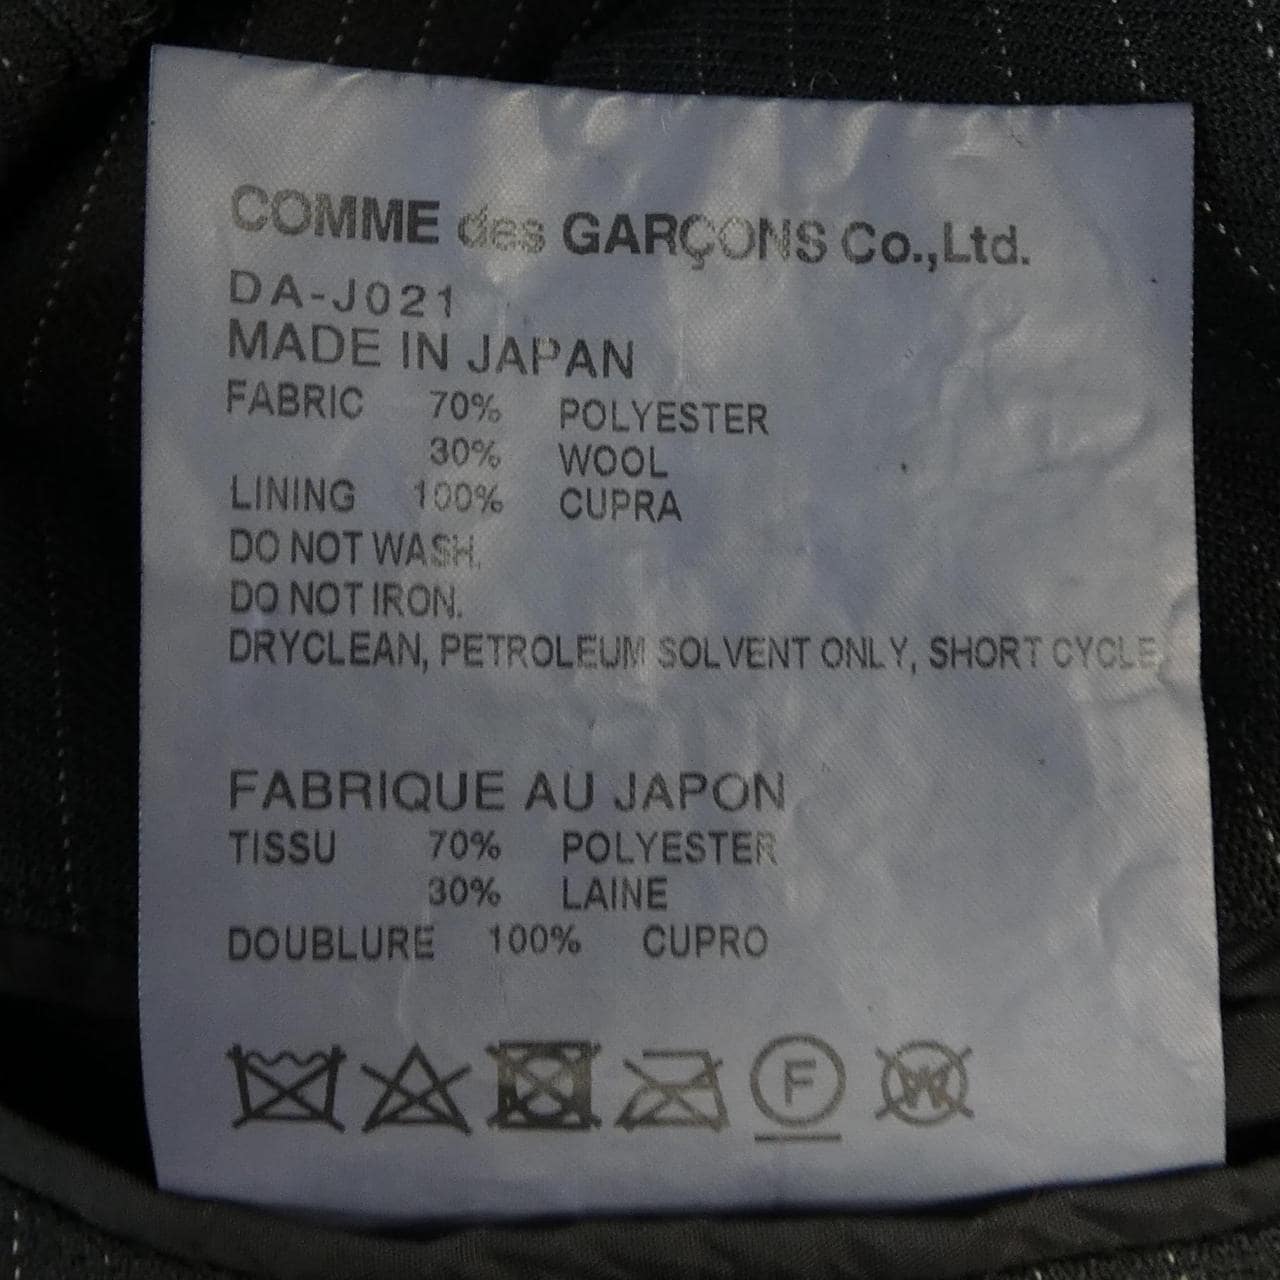 COMME des GARÇONS Co.,Ltd.
DA-J021
MADE IN JAPAN
FABRIC 70% POLYESTER
30% WOOL
LINING 100% CUPRA
DO NOT WASH.
DO NOT IRON.
DRYCLEAN, PETROLEUM SOLVENT ONLY, SHORT CYCLE
FABRIQUE AU JAPON
TISSU 70% POLYESTER
30% LAINE
DOUBLURE 100% CUPRO
F W